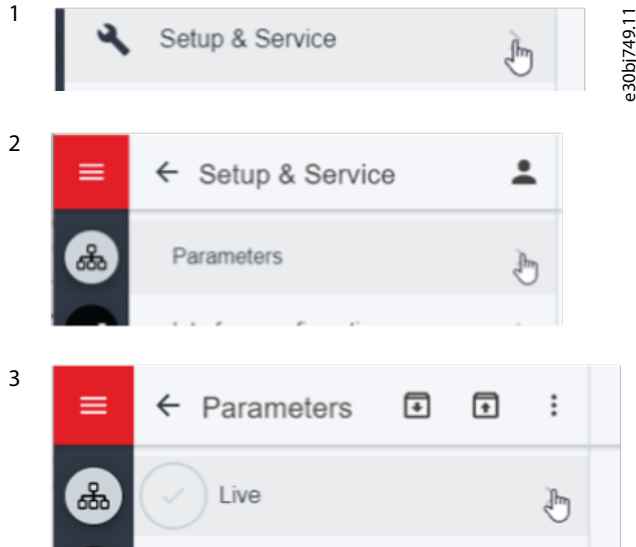 1
Setup & Service
e30bi749.11
2
Setup & Service
Parameters
3
Parameters
Live